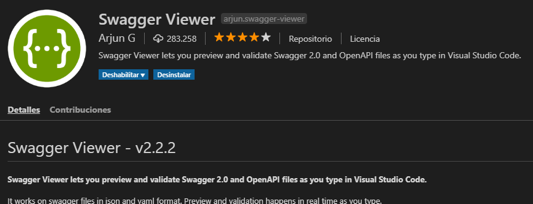 Swagger Viewer arjun.swagger-viewer
Arjun G 283.258 Repositorio Licencia
Swagger Viewer lets you preview and validate Swagger 2.0 and OpenAPI files as you type in Visual Studio Code.
Deshabilitar Desinstalar
Detalles Contribuciones
Swagger Viewer - v2.2.2
Swagger Viewer lets you preview and validate Swagger 2.0 and OpenAPI files as you type in Visual Studio Code.
It works on swagger files in json and yaml format. Preview and validation happens in real time as you type.